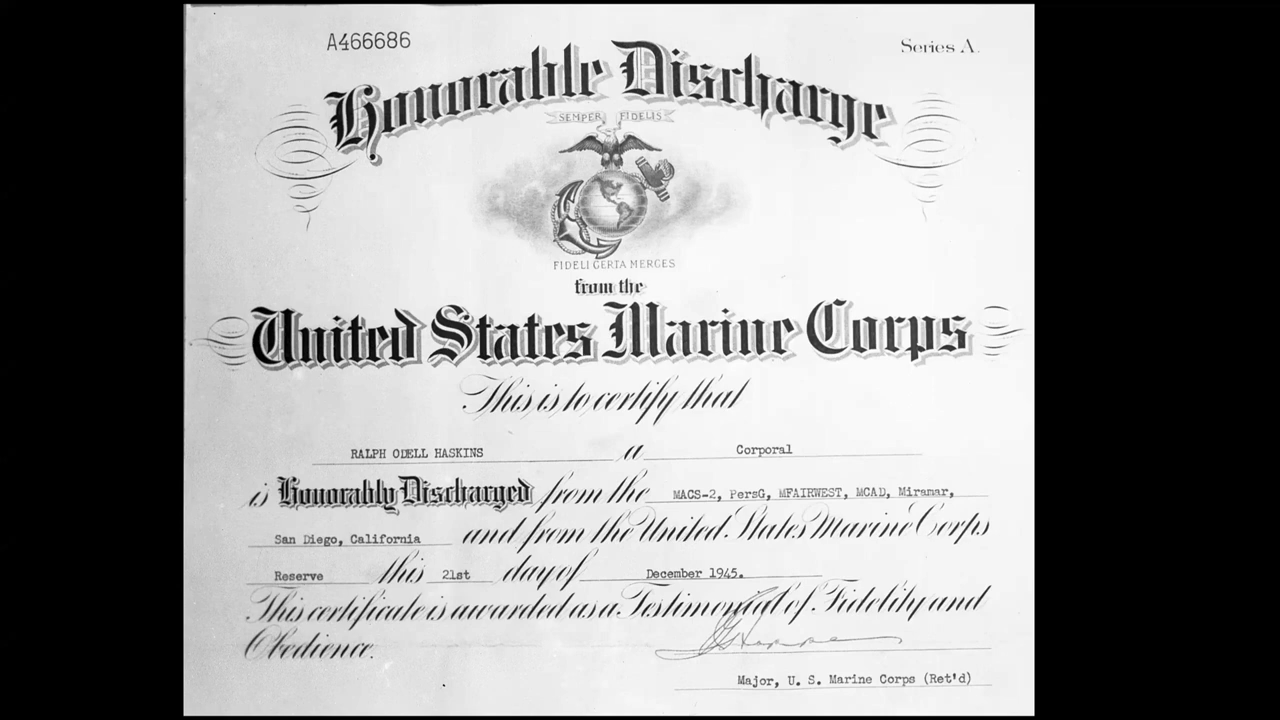 A466686
Series A.
Honorable Discharge
SEMPER FIDELIS
FIDELI CERTA MERCES
from the
United States Marine Corps
This is to certify that
RALPH ODELL HASKINS a Corporal
is Honorably Discharged from the MACS-2, PersG, MFAIRWEST, MCAD, Miramar,
San Diego, California and from the United States Marine Corps
Reserve this 21st day of December 1945.
This certificate is awarded as a Testimonial of Fidelity and
Obedience.
Major, U. S. Marine Corps (Ret'd)